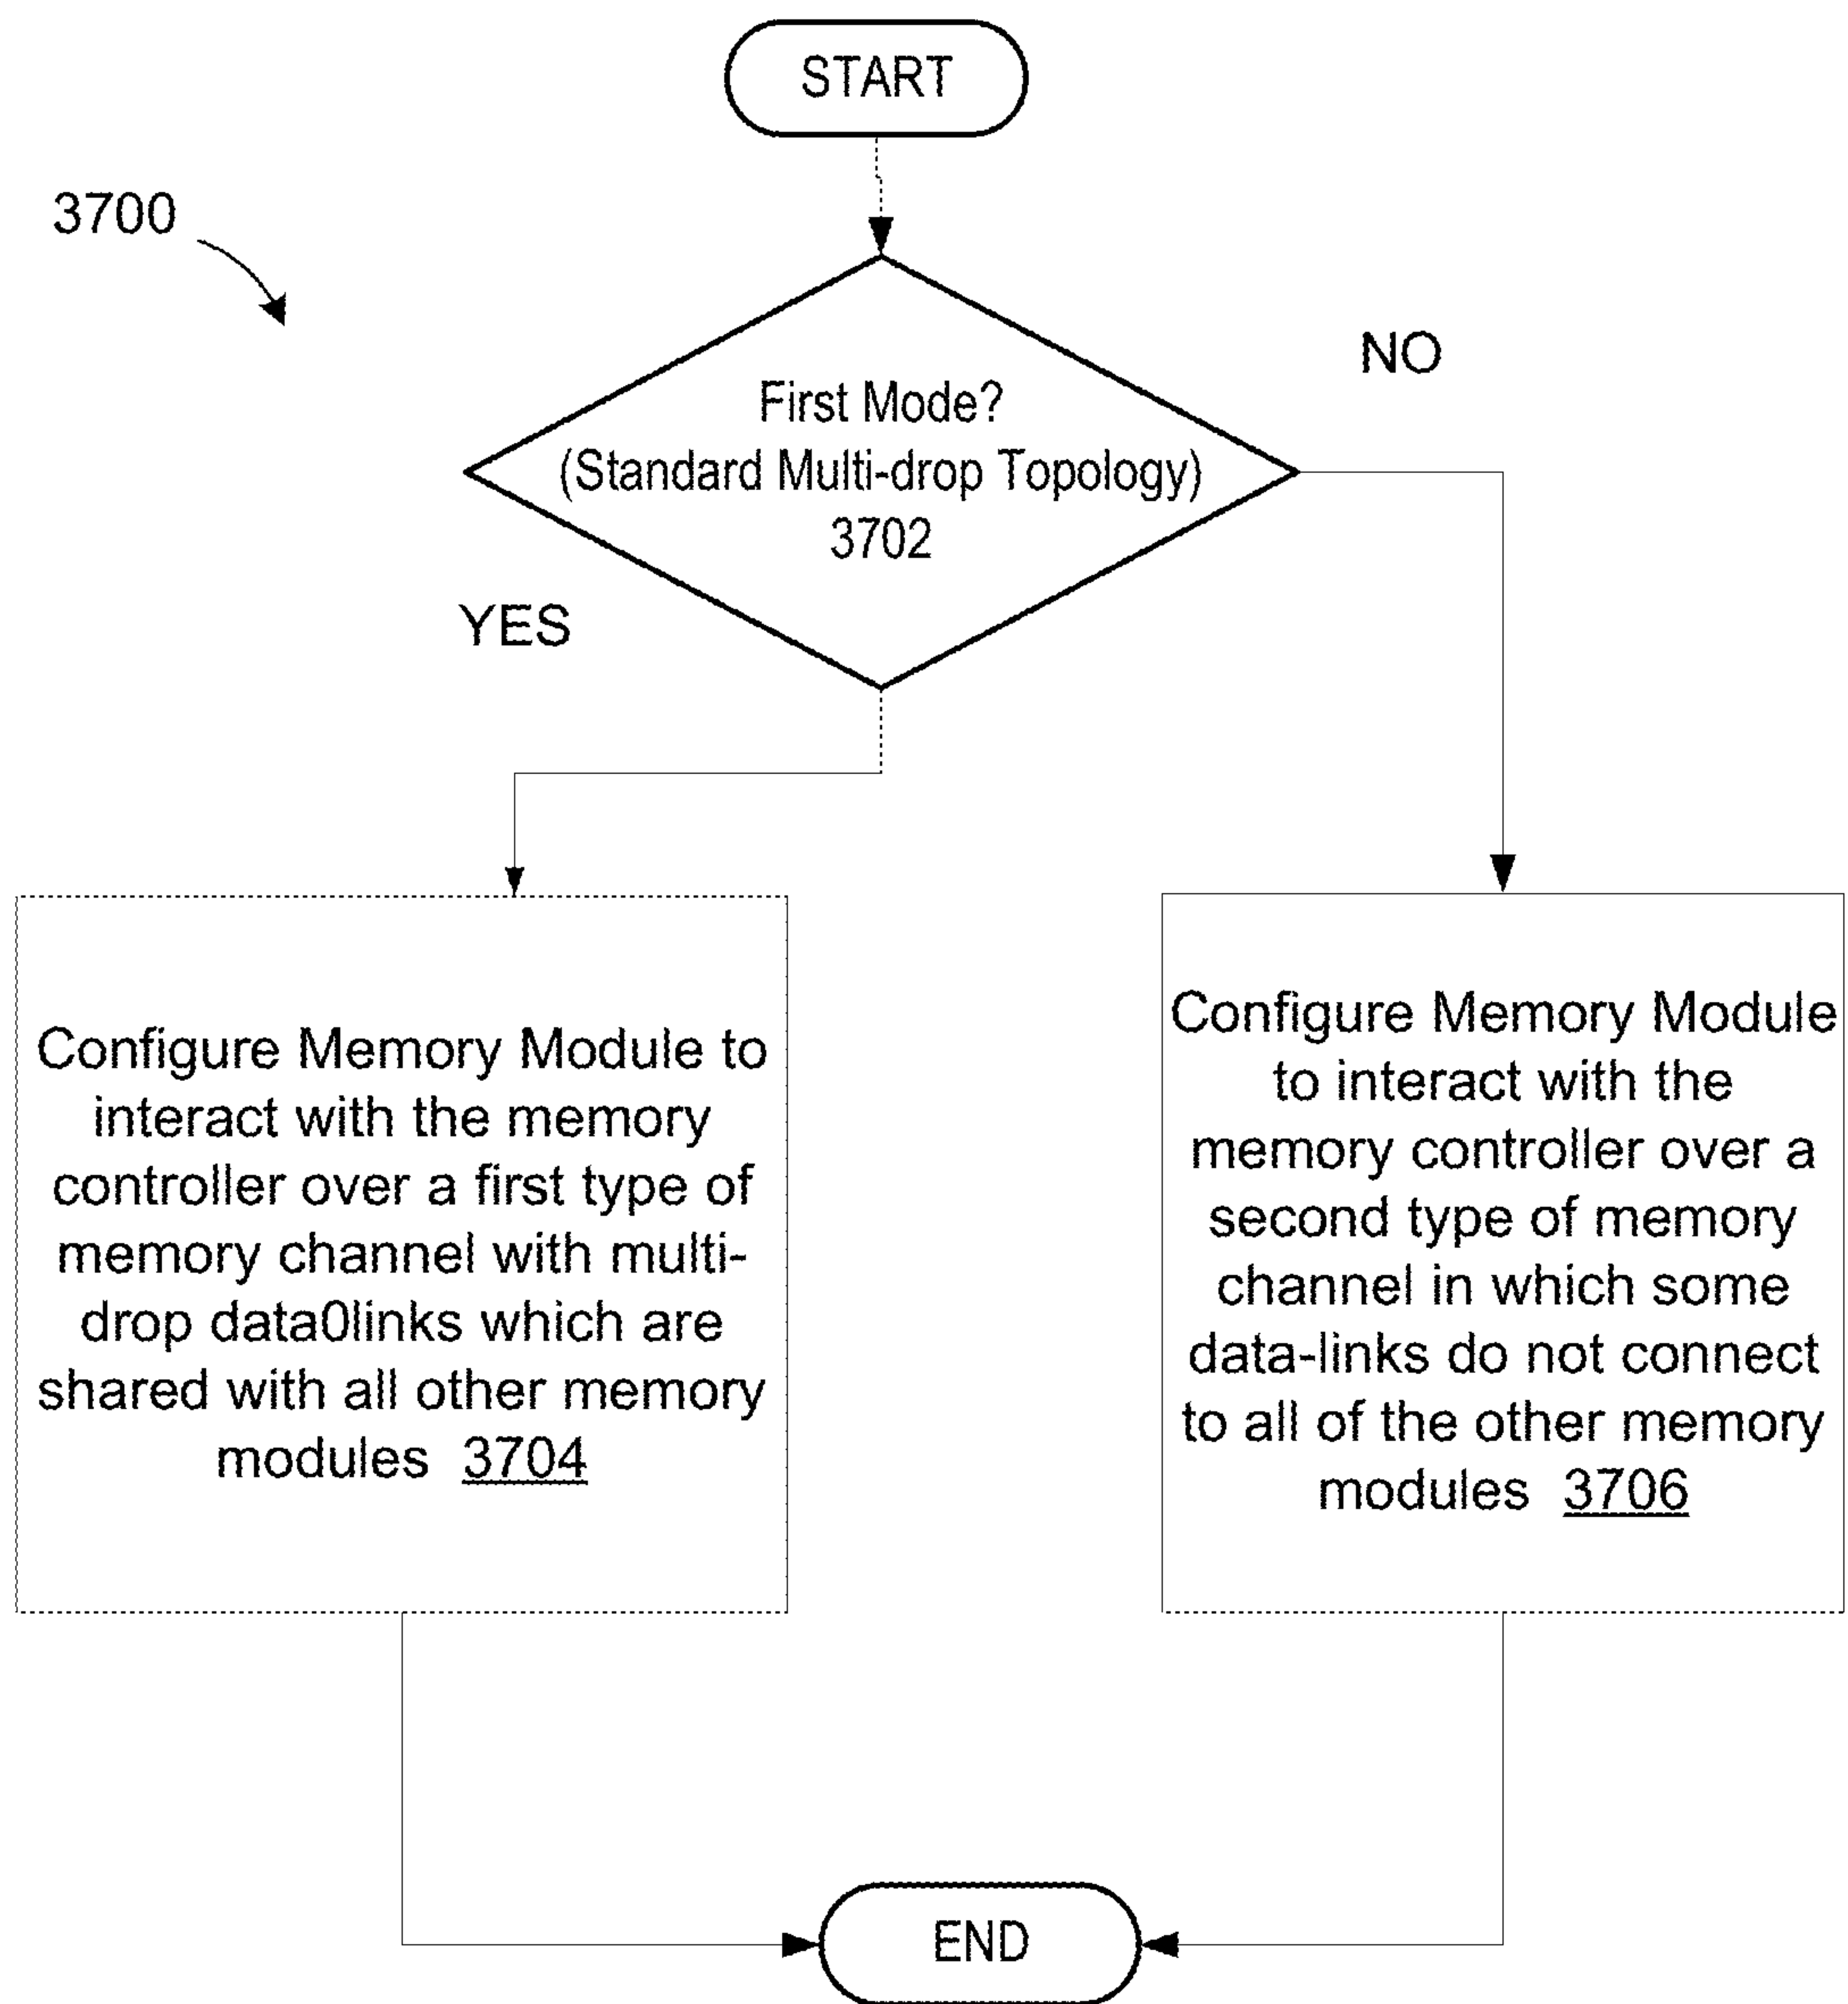 START
3700
First Mode?
(Standard Multi-drop Topology)
3702
NO
YES
Configure Memory Module to
interact with the memory
controller over a first type of
memory channel with multi-
drop data0links which are
shared with all other memory
modules 3704
Configure Memory Module
to interact with the
memory controller over a
second type of memory
channel in which some
data-links do not connect
to all of the other memory
modules 3706
END